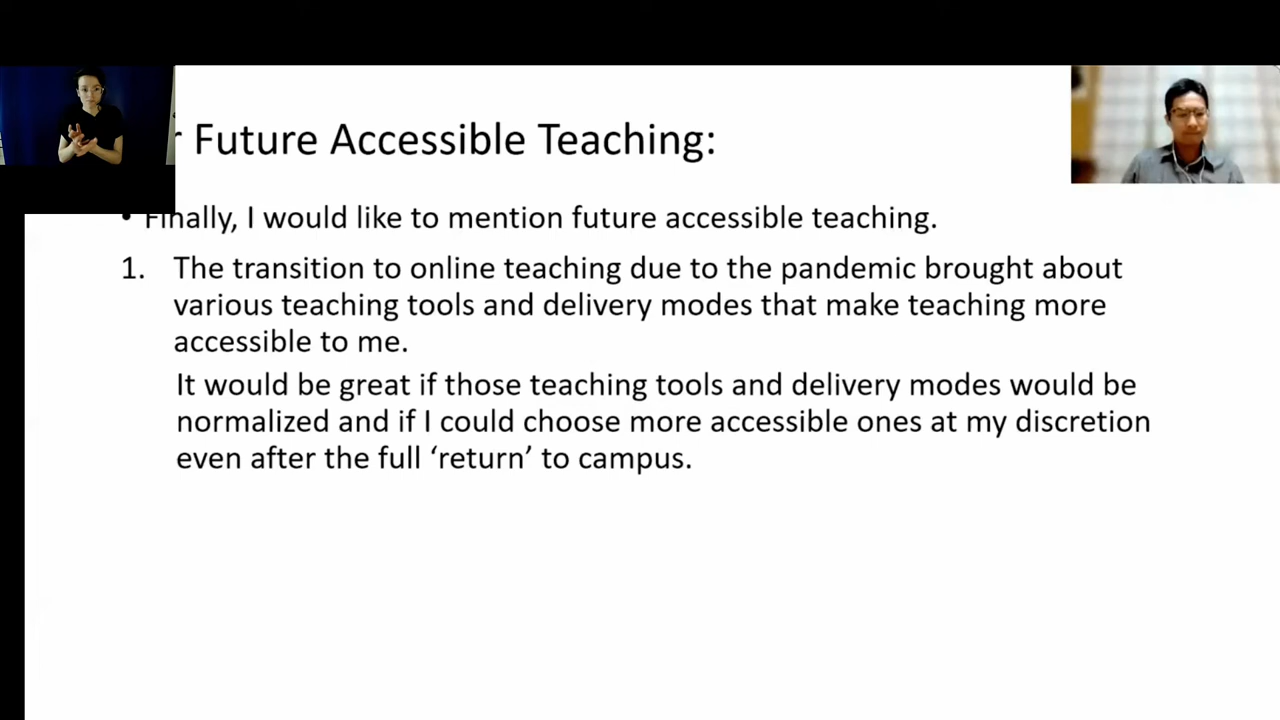 Future Accessible Teaching:
• Finally, I would like to mention future accessible teaching.
1. The transition to online teaching due to the pandemic brought about
various teaching tools and delivery modes that make teaching more
accessible to me.
It would be great if those teaching tools and delivery modes would be
normalized and if I could choose more accessible ones at my discretion
even after the full ‘return’ to campus.